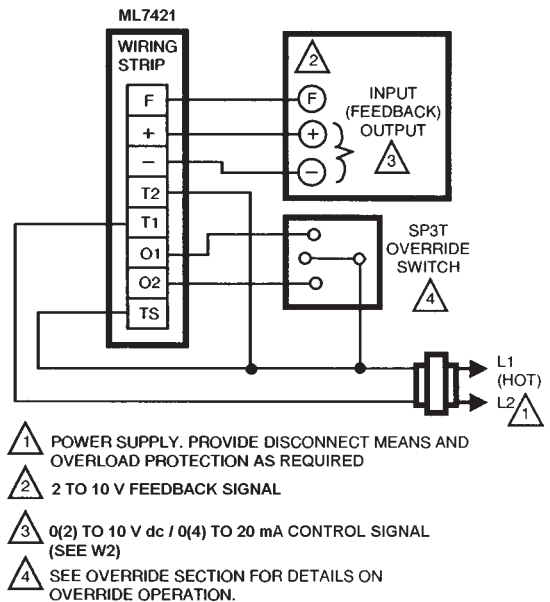 ML7421
WIRING
STRIP
F
+
−
T2
T1
O1
O2
TS
2
F
+
−
INPUT
(FEEDBACK)
OUTPUT
3
SP3T
OVERRIDE
SWITCH
4
L1
(HOT)
L2
1
1 POWER SUPPLY. PROVIDE DISCONNECT MEANS AND
OVERLOAD PROTECTION AS REQUIRED
2 2 TO 10 V FEEDBACK SIGNAL
3 0(2) TO 10 V dc / 0(4) TO 20 mA CONTROL SIGNAL
(SEE W2)
4 SEE OVERRIDE SECTION FOR DETAILS ON
OVERRIDE OPERATION.